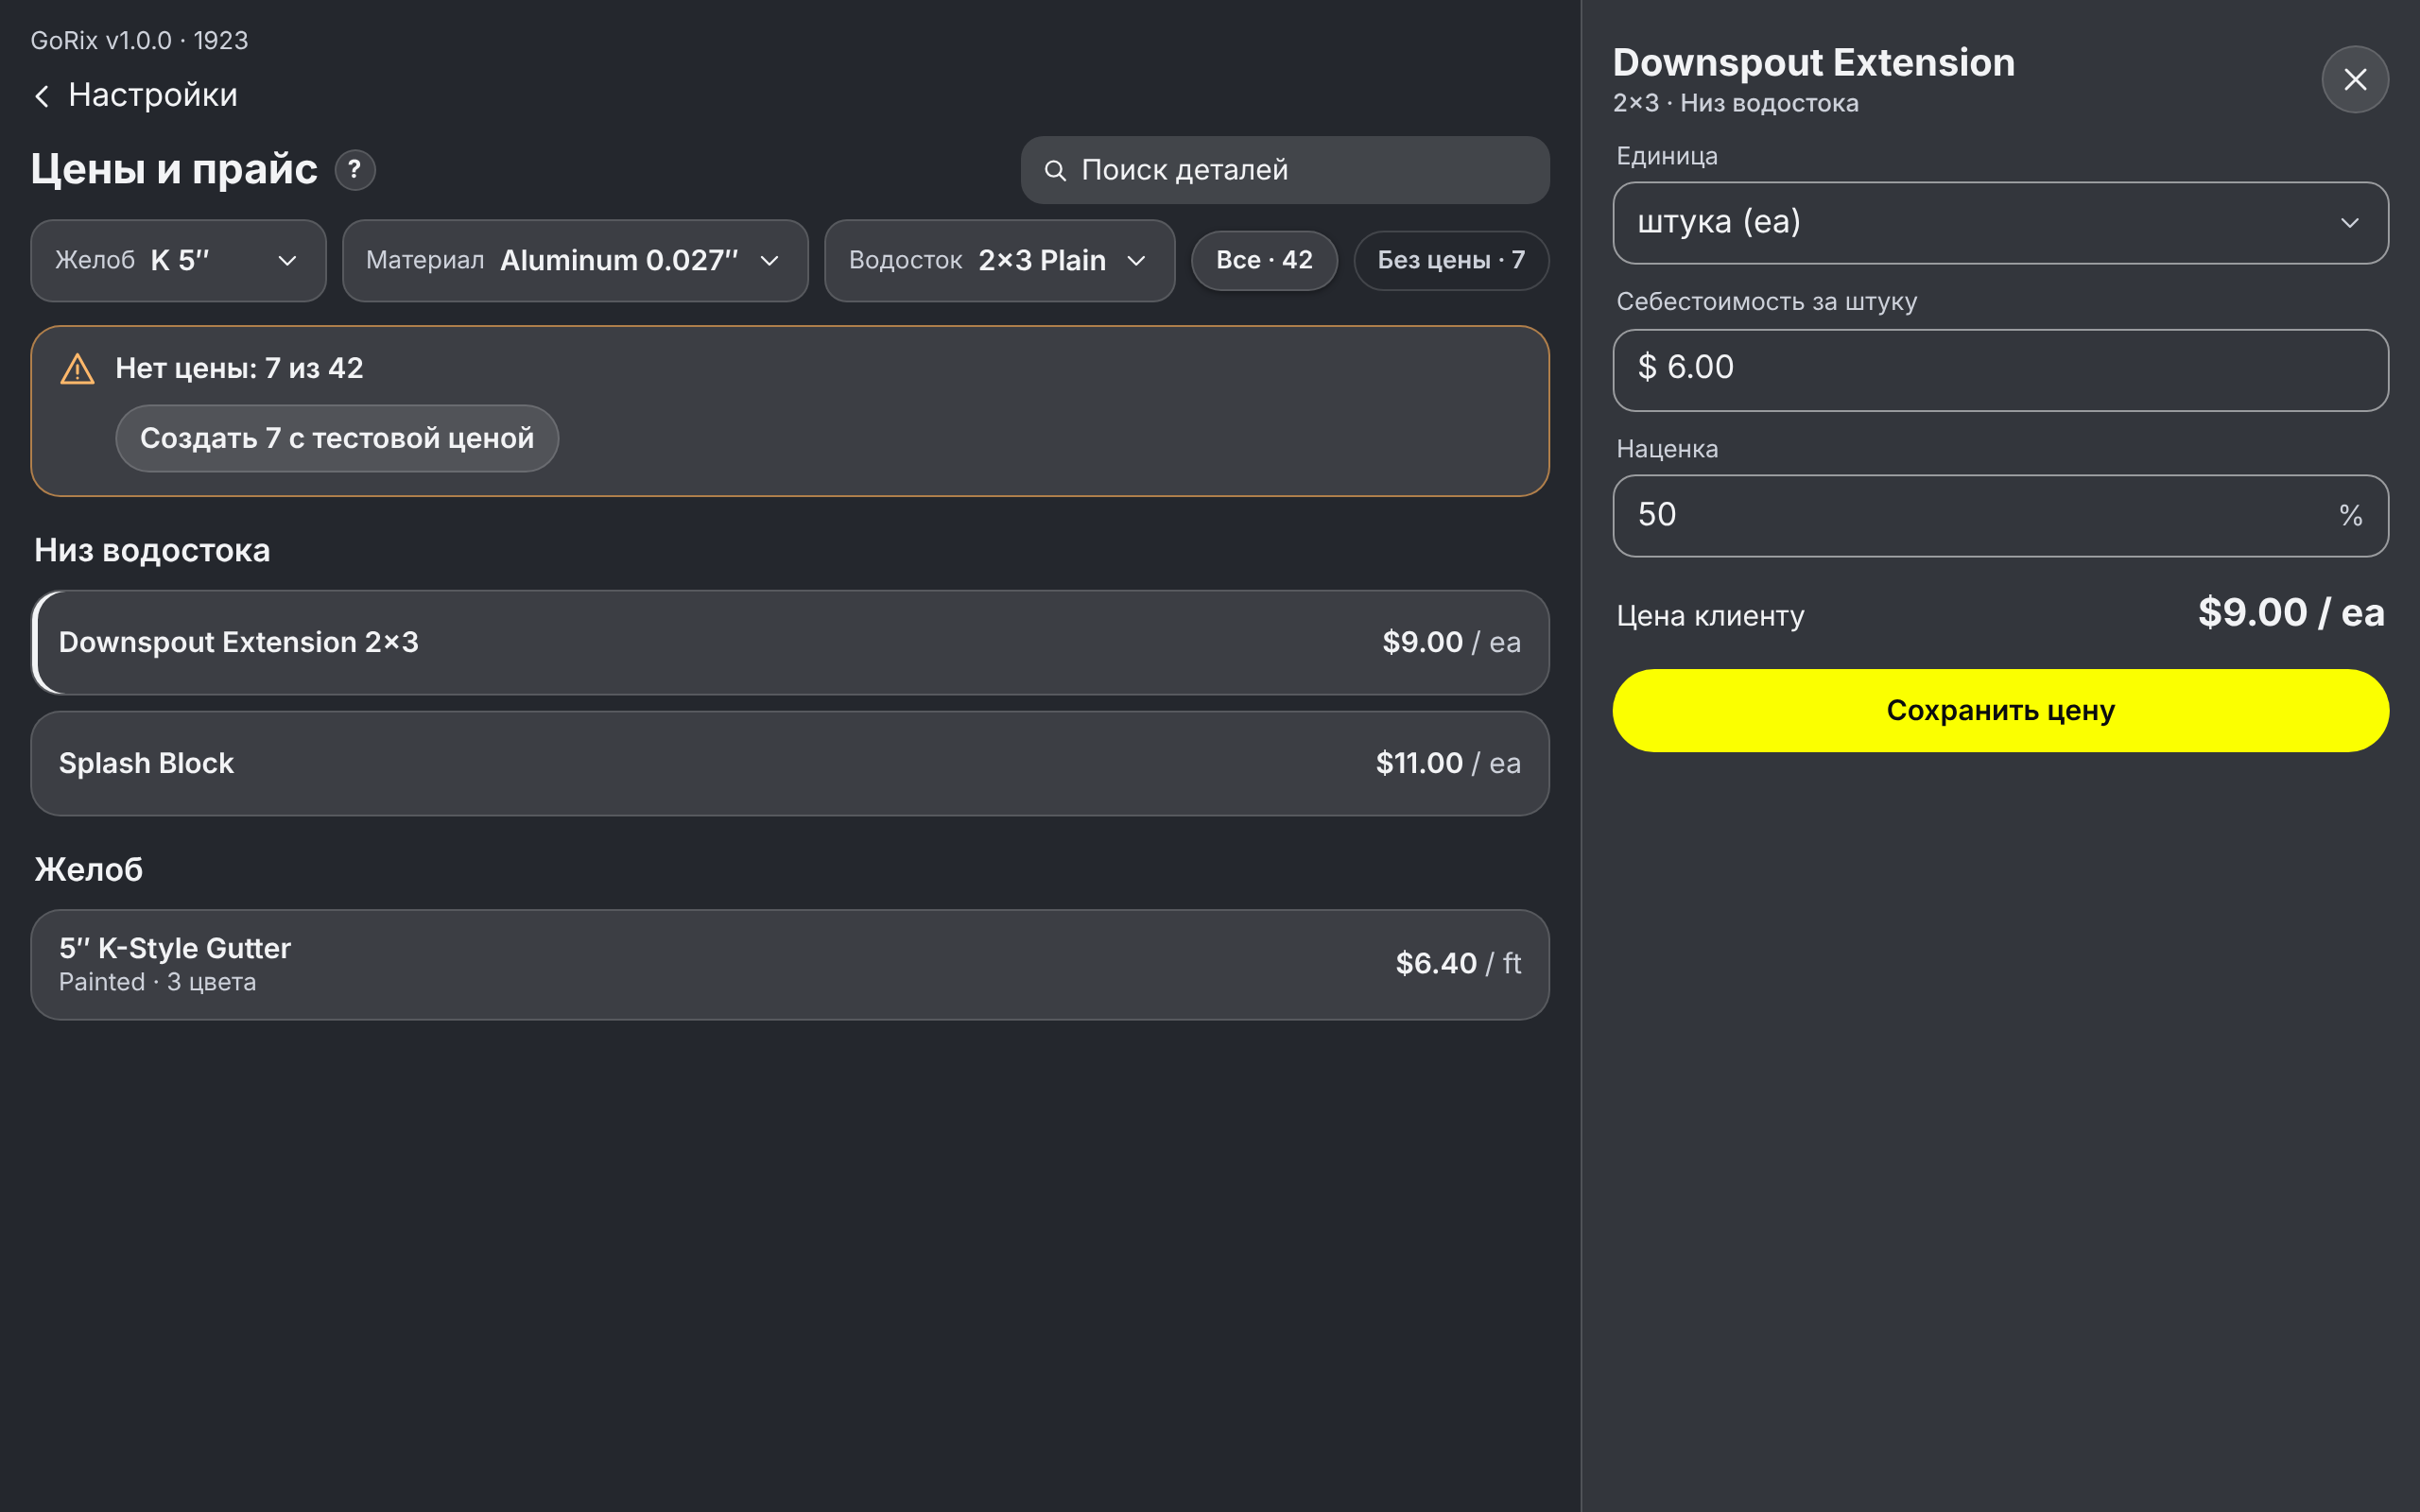 GoRix v1.0.0 · 1923
Настройки
Цены и прайс ?
Поиск деталей
Желоб K 5″
Материал Aluminum 0.027″
Водосток 2×3 Plain
Все · 42
Без цены · 7
Нет цены: 7 из 42
Создать 7 с тестовой ценой
Низ водостока
Downspout Extension 2×3 $9.00 / ea
Splash Block $11.00 / ea
Желоб
5″ K-Style Gutter
Painted · 3 цвета
$6.40 / ft
Downspout Extension
2×3 · Низ водостока
Единица
штука (ea)
Себестоимость за штуку
$ 6.00
Наценка
50 %
Цена клиенту $9.00 / ea
Сохранить цену